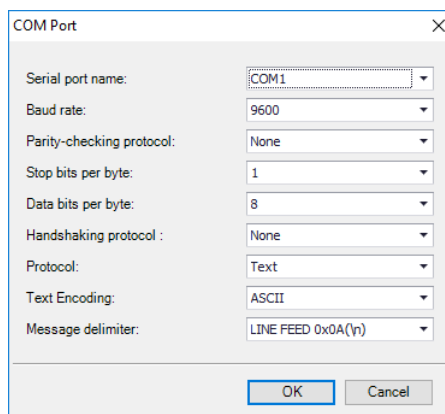 COM Port
Serial port name: COM1
Baud rate: 9600
Parity-checking protocol: None
Stop bits per byte: 1
Data bits per byte: 8
Handshaking protocol : None
Protocol: Text
Text Encoding: ASCII
Message delimiter: LINE FEED 0x0A(\n)
OK Cancel